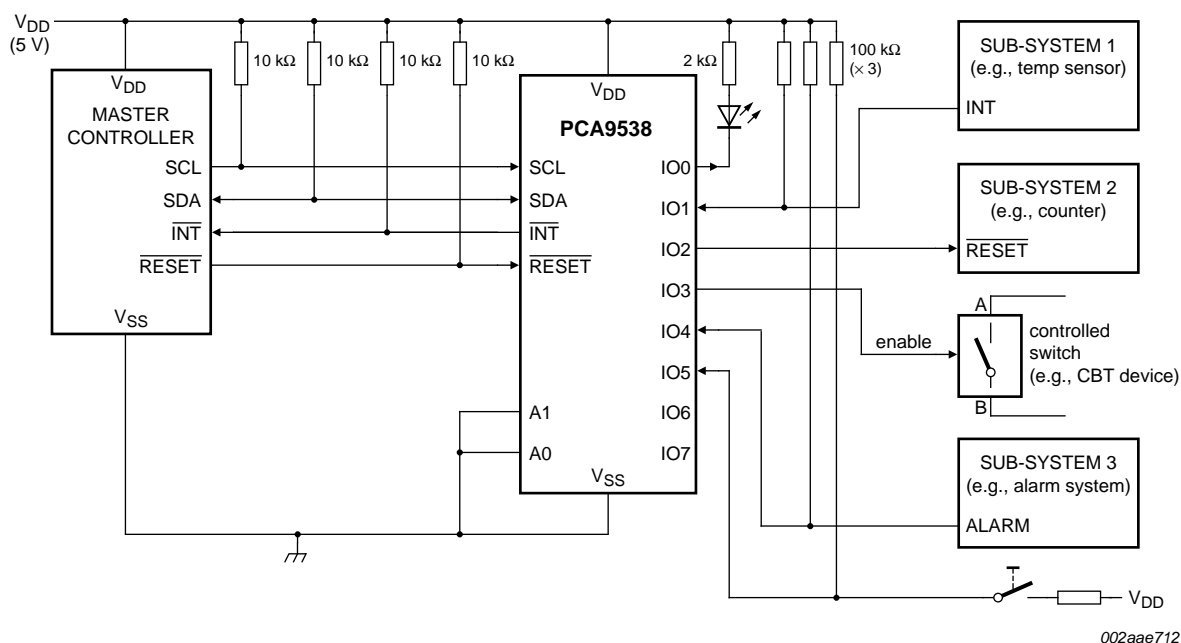 VDD
(5 V)
10 kΩ
10 kΩ
10 kΩ
10 kΩ
2 kΩ
100 kΩ
(× 3)
VDD
MASTER
CONTROLLER
SCL
SDA
INT
RESET
VSS
VDD
PCA9538
SCL
SDA
INT
RESET
A1
A0
VSS
IO0
IO1
IO2
IO3
IO4
IO5
IO6
IO7
SUB-SYSTEM 1
(e.g., temp sensor)
INT
SUB-SYSTEM 2
(e.g., counter)
RESET
enable
A
B
controlled
switch
(e.g., CBT device)
SUB-SYSTEM 3
(e.g., alarm system)
ALARM
VDD
002aae712